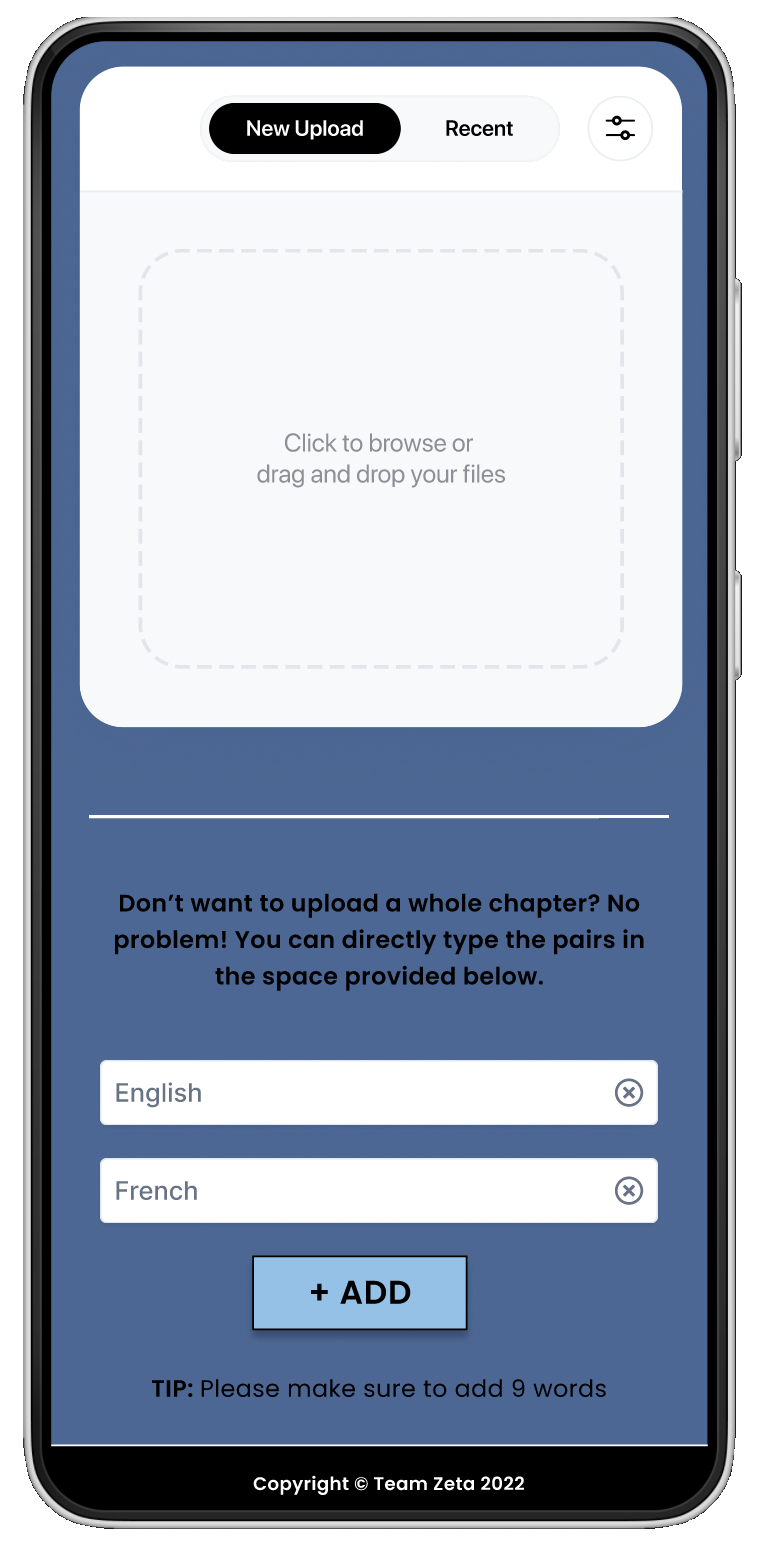 New Upload Recent
Click to browse or
drag and drop your files
Don’t want to upload a whole chapter? No
problem! You can directly type the pairs in
the space provided below.
English
French
+ ADD
TIP: Please make sure to add 9 words
Copyright © Team Zeta 2022